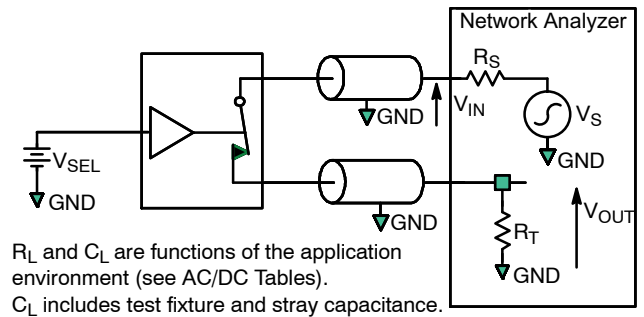 Network Analyzer
RS
GND
VIN
VS
GND
VSEL
GND
GND
RT
VOUT
GND
RL and CL are functions of the application
environment (see AC/DC Tables).
CL includes test fixture and stray capacitance.